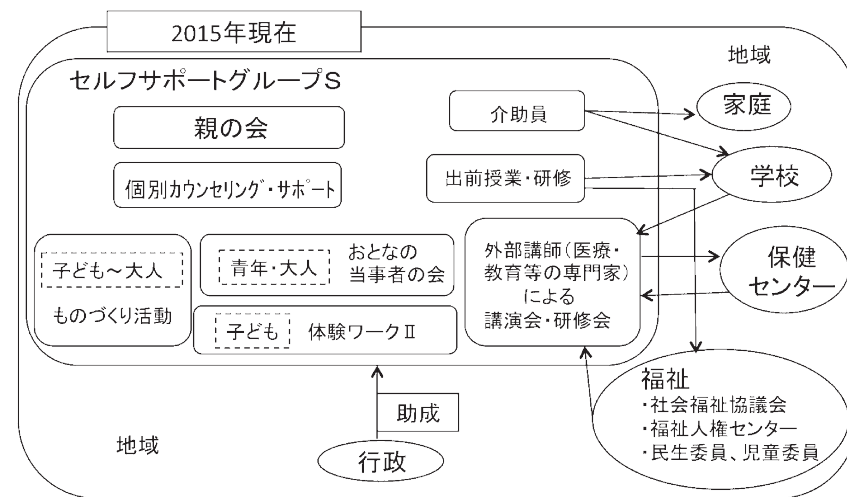 2015年現在
地域
セルフサポートグループS
親の会
介助員
家庭
個別カウンセリング・サポート
出前授業・研修
学校
子ども～大人
ものづくり活動
青年・大人
おとなの
当事者の会
子ども
体験ワークⅡ
外部講師(医療・
教育等の専門家)
による
講演会・研修会
保健
センター
福祉
・社会福祉協議会
・福祉人権センター
・民生委員、児童委員
助成
地域
行政